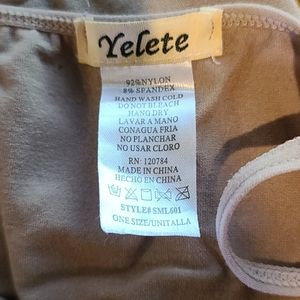 Yelete
92%NYLON
8% SPANDEX
HAND WASH COLD
DO NOT BLEACH
HANG DRY
LAVAR A MANO
CONAGUA FRIA
NO PLANCHAR
NO USAR CLORO
RN: 120784
MADE IN CHINA
HECHO EN CHINA
STYLE# SML601
ONE SIZE/UNITALLA